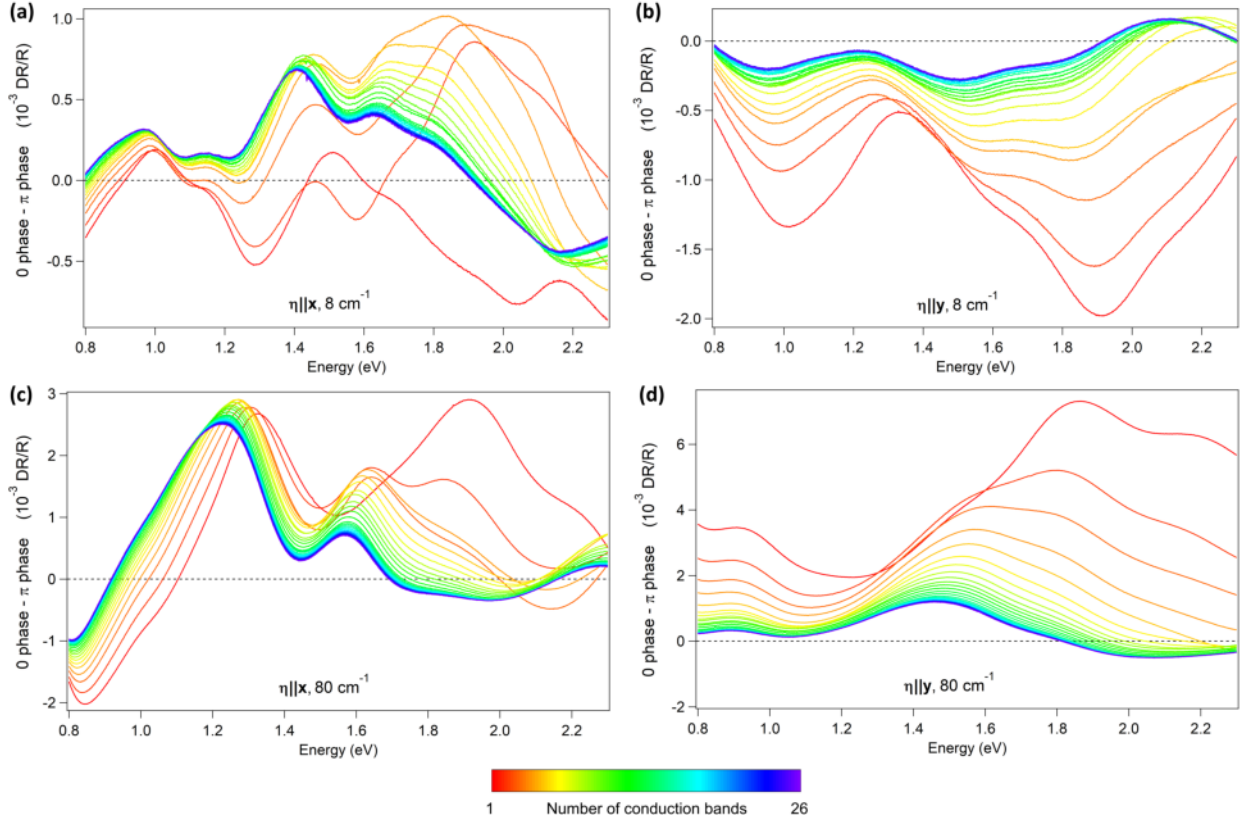 (a)
1.0
0.5
0.0
-0.5
0 phase - π phase (10⁻³ DR/R)
η||x, 8 cm⁻¹
0.8 1.0 1.2 1.4 1.6 1.8 2.0 2.2
Energy (eV)
(b)
0.0
-0.5
-1.0
-1.5
-2.0
0 phase - π phase (10⁻³ DR/R)
η||y, 8 cm⁻¹
0.8 1.0 1.2 1.4 1.6 1.8 2.0 2.2
Energy (eV)
(c)
3
2
1
0
-1
-2
0 phase - π phase (10⁻³ DR/R)
η||x, 80 cm⁻¹
0.8 1.0 1.2 1.4 1.6 1.8 2.0 2.2
Energy (eV)
(d)
6
4
2
0
-2
0 phase - π phase (10⁻³ DR/R)
η||y, 80 cm⁻¹
0.8 1.0 1.2 1.4 1.6 1.8 2.0 2.2
Energy (eV)
1 Number of conduction bands 26